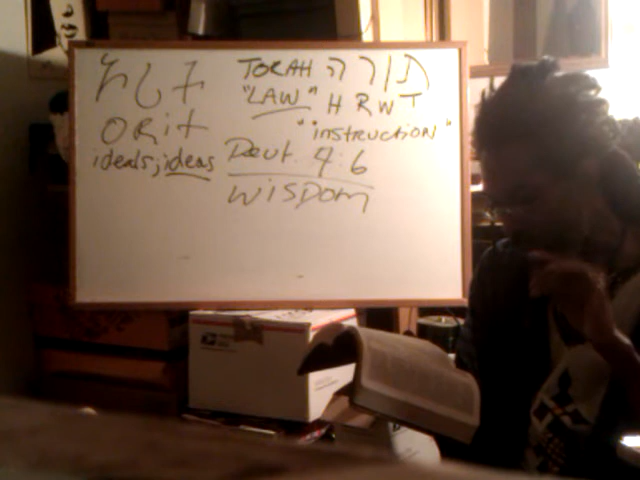 ኦሪት
ORit
ideals; ideas
TORAH תורה
"LAW" H R W T
"instruction"
Deut. 4:6
WISDOM